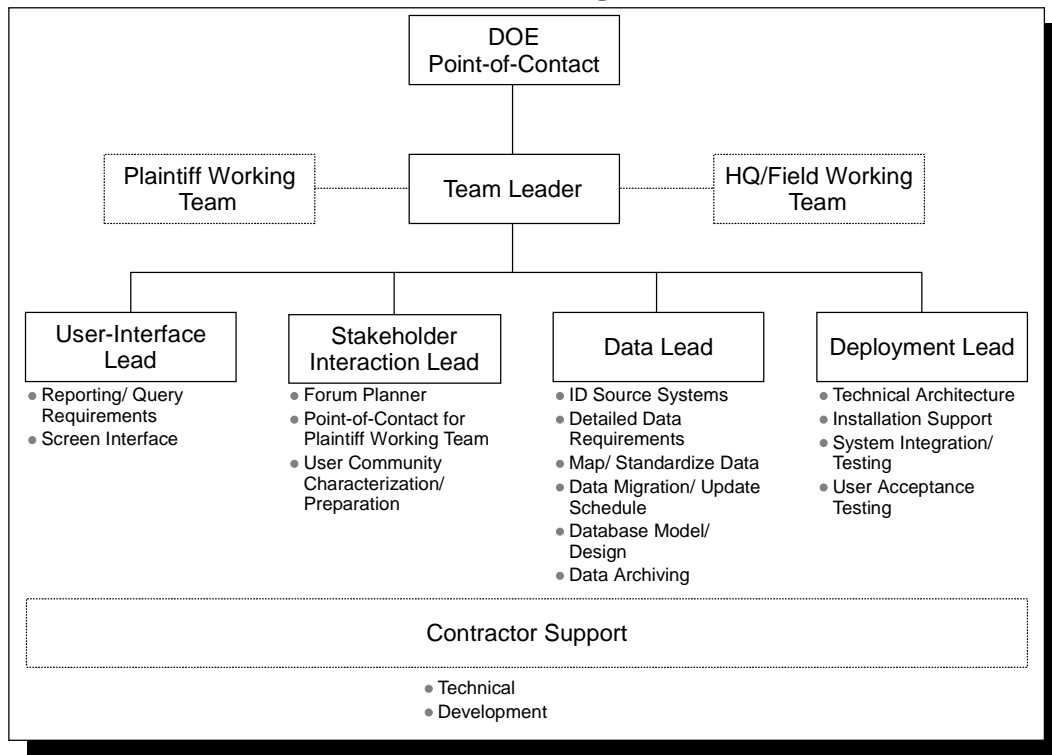 DOE
Point-of-Contact
Plaintiff Working
Team
Team Leader
HQ/Field Working
Team
User-Interface
Lead
Reporting/ Query
Requirements
Screen Interface
Stakeholder
Interaction Lead
Forum Planner
Point-of-Contact for
Plaintiff Working Team
User Community
Characterization/
Preparation
Data Lead
ID Source Systems
Detailed Data
Requirements
Map/ Standardize Data
Data Migration/ Update
Schedule
Database Model/
Design
Data Archiving
Deployment Lead
Technical Architecture
Installation Support
System Integration/
Testing
User Acceptance
Testing
Contractor Support
Technical
Development